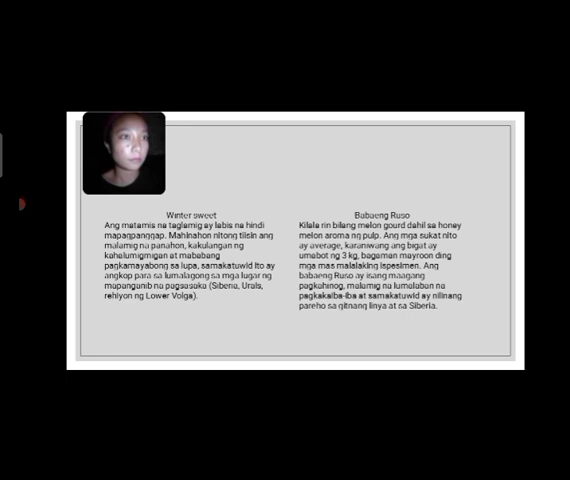 Winter sweet
Ang matamis na taglamig ay labis na hindi
mapagpanggap. Mahinahon nitong tiisin ang
malamig na panahon, kakulangan ng
kahalumigmigan at mababang
pagkamayabong sa lupa, samakatuwid ito ay
angkop para sa lumalagong sa mga lugar ng
mapanganib na pagsasaka (Siberia, Urals,
rehiyon ng Lower Volga).
Babaeng Ruso
Kilala rin bilang melon gourd dahil sa honey
melon aroma ng pulp. Ang mga sukat nito
ay average, karaniwang ang bigat ay
umabot ng 3 kg, bagaman mayroon ding
mga mas malalaking ispesimen. Ang
babaeng Ruso ay isang maagang
pagkahinog, malamig na lumalaban na
pagkakaiba-iba at samakatuwid ay nilinang
pareho sa gitnang linya at sa Siberia.